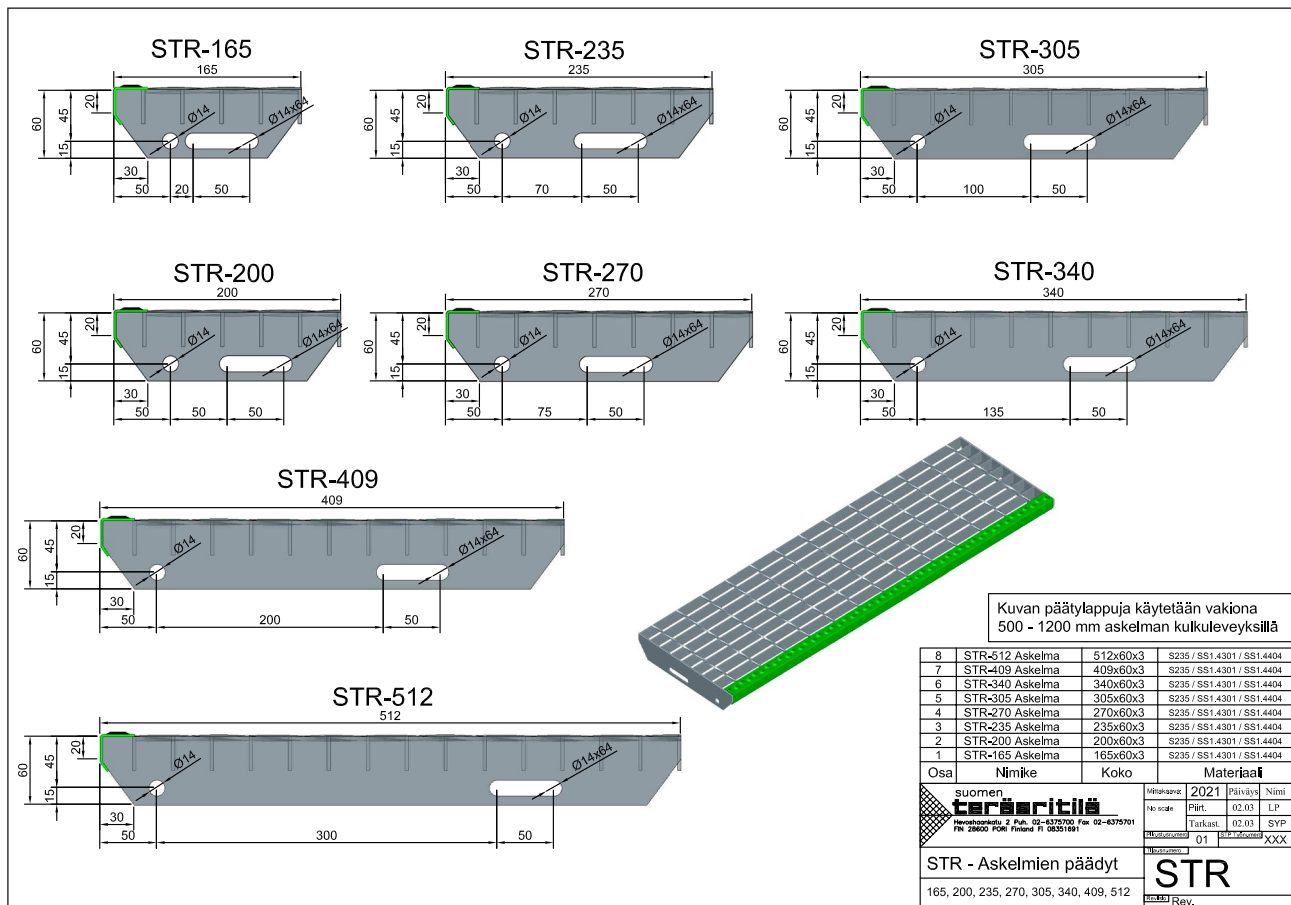 STR-165
165
60
45
20
15
Ø14
Ø14x64
30
50
20
50
STR-235
235
60
45
20
15
Ø14
Ø14x64
30
50
70
50
STR-305
305
60
45
20
15
Ø14
Ø14x64
30
50
100
50
STR-200
200
60
45
20
15
Ø14
Ø14x64
30
50
50
50
STR-270
270
60
45
20
15
Ø14
Ø14x64
30
50
75
50
STR-340
340
60
45
20
15
Ø14
Ø14x64
30
50
135
50
STR-409
409
60
45
20
15
Ø14
Ø14x64
30
50
200
50
STR-512
512
60
45
20
15
Ø14
Ø14x64
30
50
300
50
Kuvan päätylappuja käytetään vakiona
500 - 1200 mm askelman kulkuleveyksillä
8 STR-512 Askelma 512x60x3 S235 / SS1.4301 / SS1.4404
7 STR-409 Askelma 409x60x3 S235 / SS1.4301 / SS1.4404
6 STR-340 Askelma 340x60x3 S235 / SS1.4301 / SS1.4404
5 STR-305 Askelma 305x60x3 S235 / SS1.4301 / SS1.4404
4 STR-270 Askelma 270x60x3 S235 / SS1.4301 / SS1.4404
3 STR-235 Askelma 235x60x3 S235 / SS1.4301 / SS1.4404
2 STR-200 Askelma 200x60x3 S235 / SS1.4301 / SS1.4404
1 STR-165 Askelma 165x60x3 S235 / SS1.4301 / SS1.4404
Osa Nimike Koko Materiaali
suomen
teräsritilä
Hevoshaankatu 2 Puh. 02-6375700 Fax 02-6375701
FIN 28600 PORI Finland FI 08351691
Mittakaava: 2021 Päiväys Nimi
No scale Piirt. 02.03 LP
Tarkast. 02.03 SYP
Piirustusnumero 01 STP Työnumero XXX
STR - Askelmien päädyt
165, 200, 235, 270, 305, 340, 409, 512
Tilausnumero
STR
Revisio Rev.